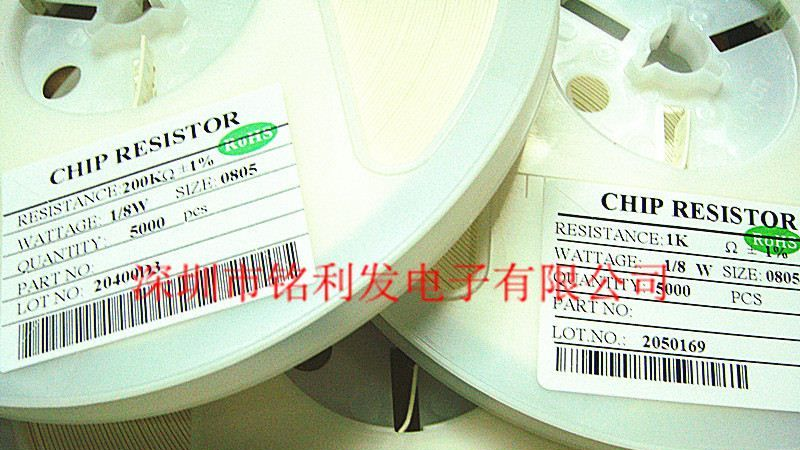 CHIP RESISTOR
RoHS
RESISTANCE: 200KΩ ±1%
WATTAGE: 1/8W SIZE: 0805
QUANTITY: 5000 pcs
PART NO:
LOT NO:
CHIP RESISTOR
RoHS
RESISTANCE: 1K Ω ± 1%
WATTAGE: 1/8 W SIZE: 0805
QUANTITY: 5000 PCS
PART NO:
LOT.NO.: 2050169
深圳市铭利发电子有限公司